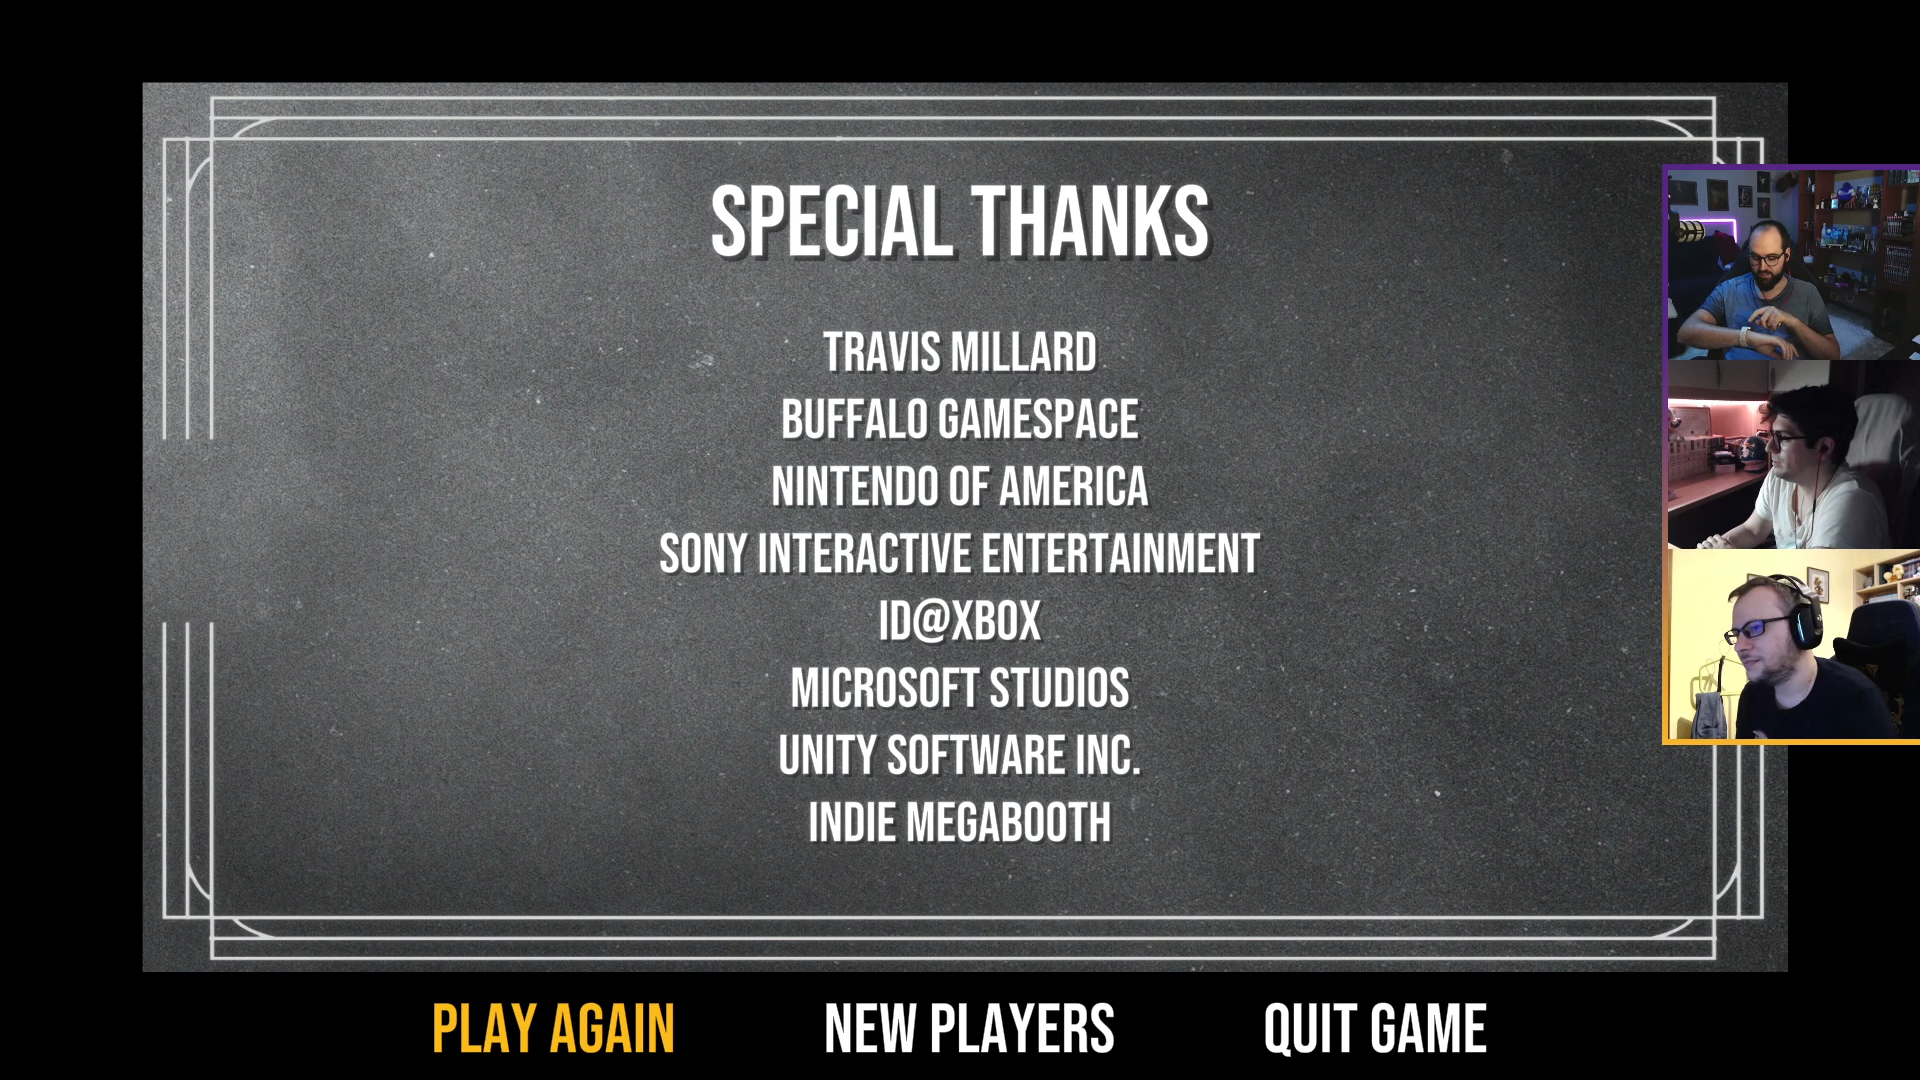 SPECIAL THANKS
TRAVIS MILLARD
BUFFALO GAMESPACE
NINTENDO OF AMERICA
SONY INTERACTIVE ENTERTAINMENT
ID@XBOX
MICROSOFT STUDIOS
UNITY SOFTWARE INC.
INDIE MEGABOOTH
PLAY AGAIN
NEW PLAYERS
QUIT GAME